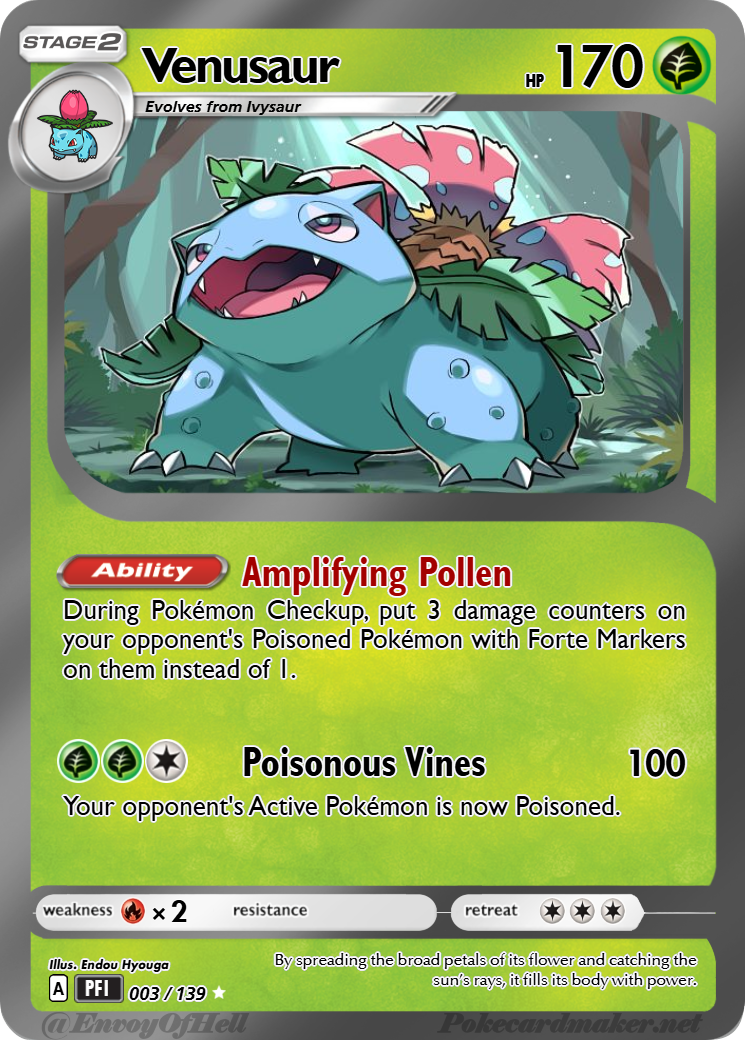 STAGE2
Venusaur
HP 170
Evolves from Ivysaur
Ability Amplifying Pollen
During Pokémon Checkup, put 3 damage counters on
your opponent's Poisoned Pokémon with Forte Markers
on them instead of 1.
Poisonous Vines 100
Your opponent's Active Pokémon is now Poisoned.
weakness × 2 resistance retreat
Illus. Endou Hyouga
A PFI 003 / 139
By spreading the broad petals of its flower and catching the
sun's rays, it fills its body with power.
@EnvoyOfHell Pokecardmaker.net